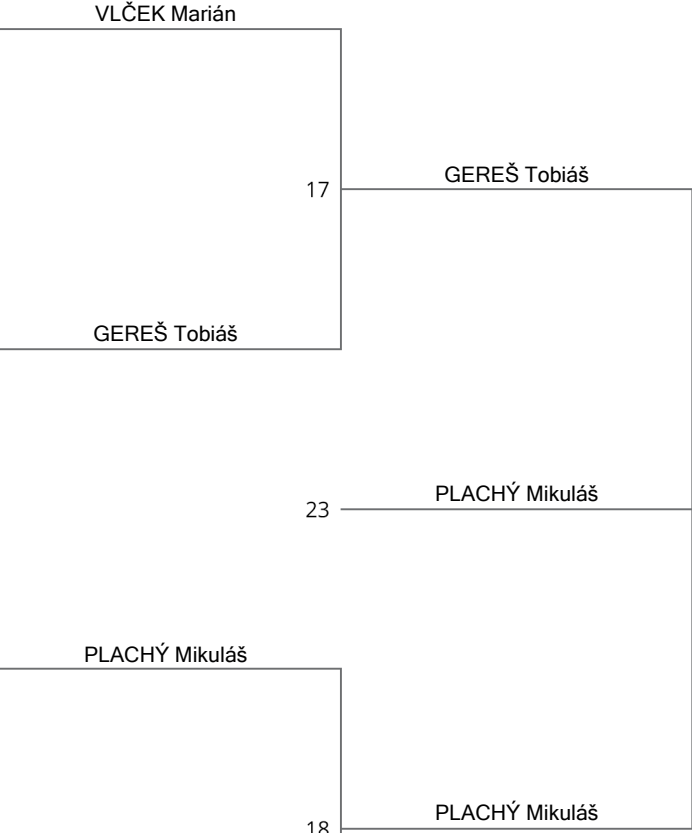 VLČEK Marián
17
GEREŠ Tobiáš
GEREŠ Tobiáš
23
PLACHÝ Mikuláš
PLACHÝ Mikuláš
18
PLACHÝ Mikuláš